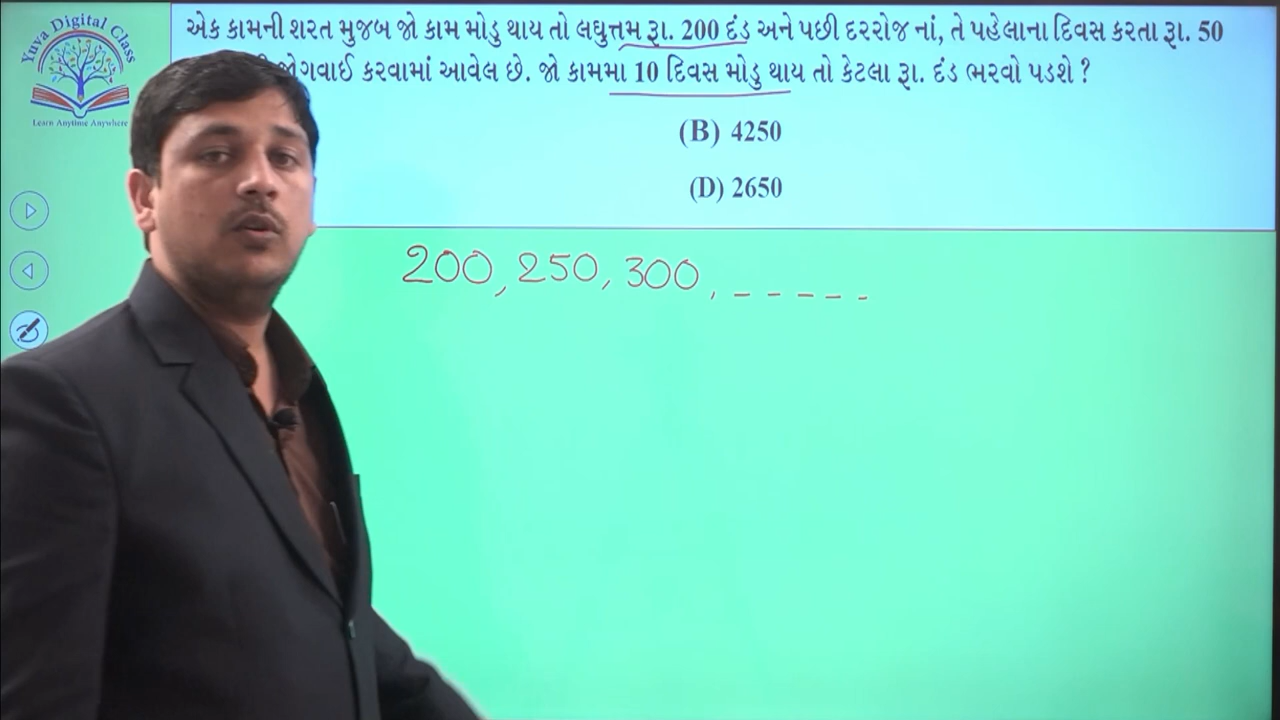 Yuva Digital Class
Learn Anytime Anywhere
એક કામની શરત મુજબ જો કામ મોડુ થાય તો લઘુત્તમ રૂા. 200 દંડ અને પછી દરરોજ નાં, તે પહેલાના દિવસ કરતા રૂા. 50
જોગવાઈ કરવામાં આવેલ છે. જો કામમા 10 દિવસ મોડુ થાય તો કેટલા રૂા. દંડ ભરવો પડશે ?
(B) 4250
(D) 2650
200, 250, 300, _ _ _ _ _